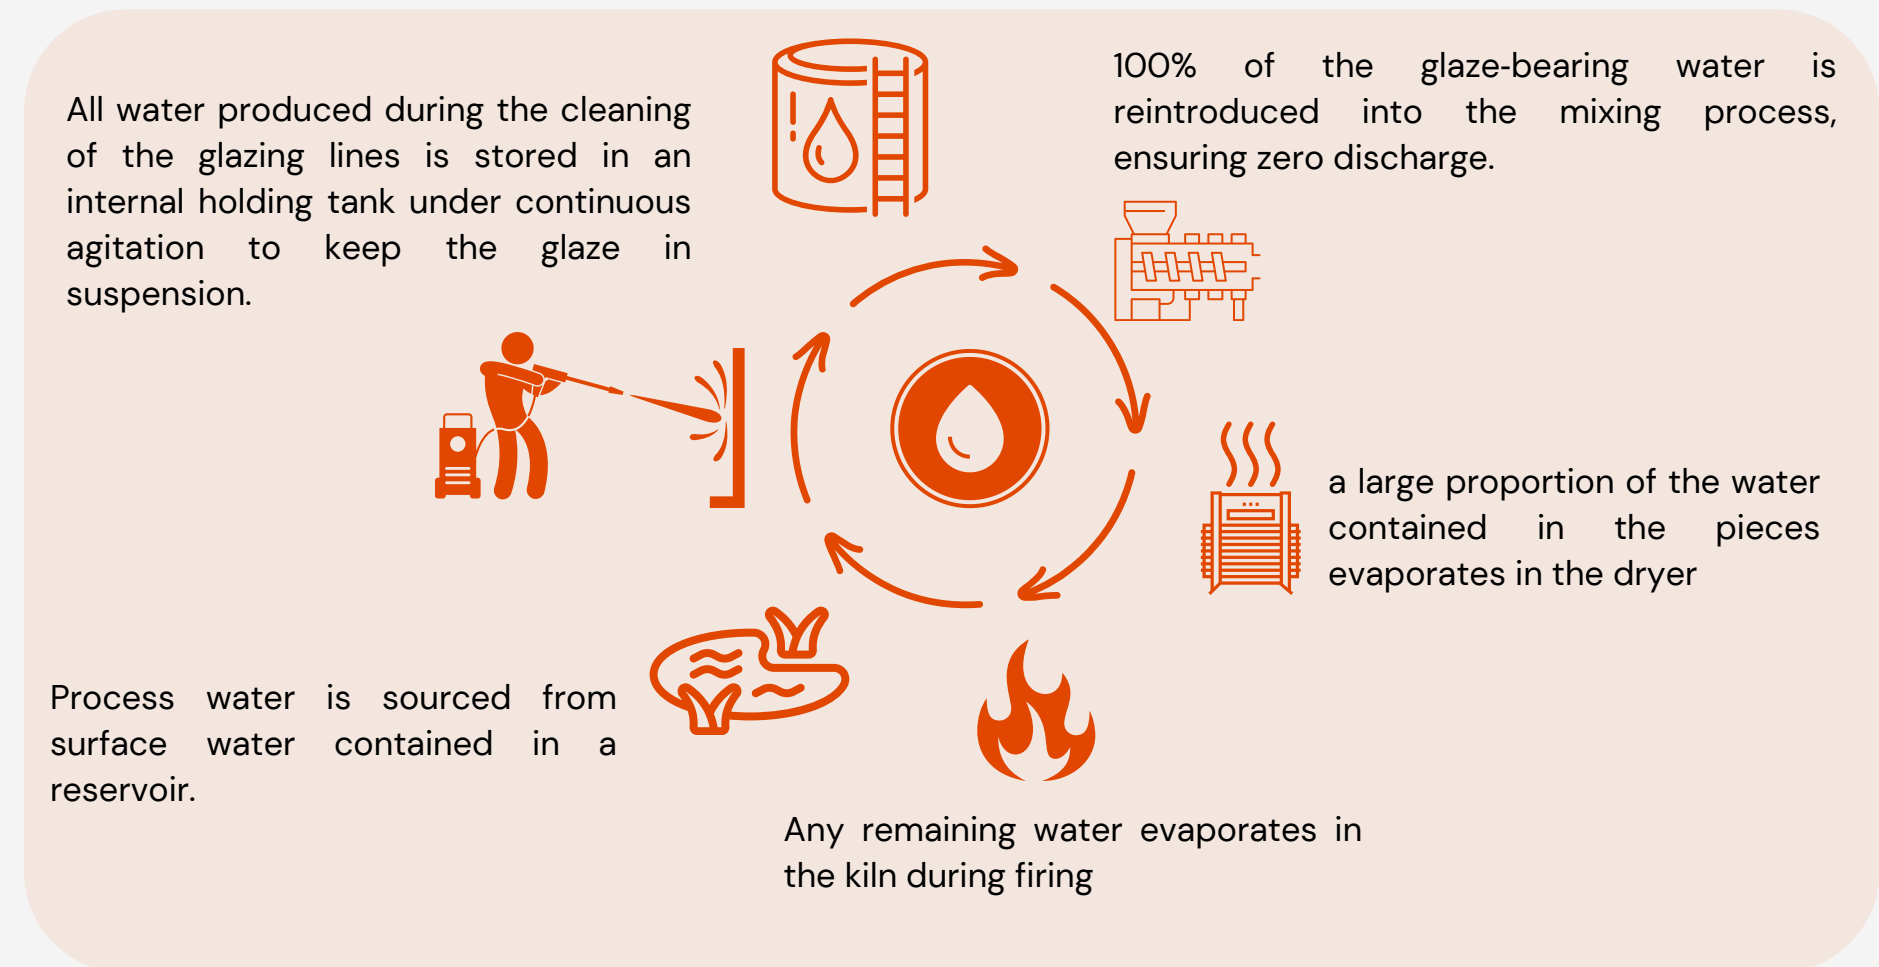 All water produced during the cleaning
of the glazing lines is stored in an
internal holding tank under continuous
agitation to keep the glaze in
suspension.
100% of the glaze-bearing water is
reintroduced into the mixing process,
ensuring zero discharge.
a large proportion of the water
contained in the pieces
evaporates in the dryer
Process water is sourced from
surface water contained in a
reservoir.
Any remaining water evaporates in
the kiln during firing